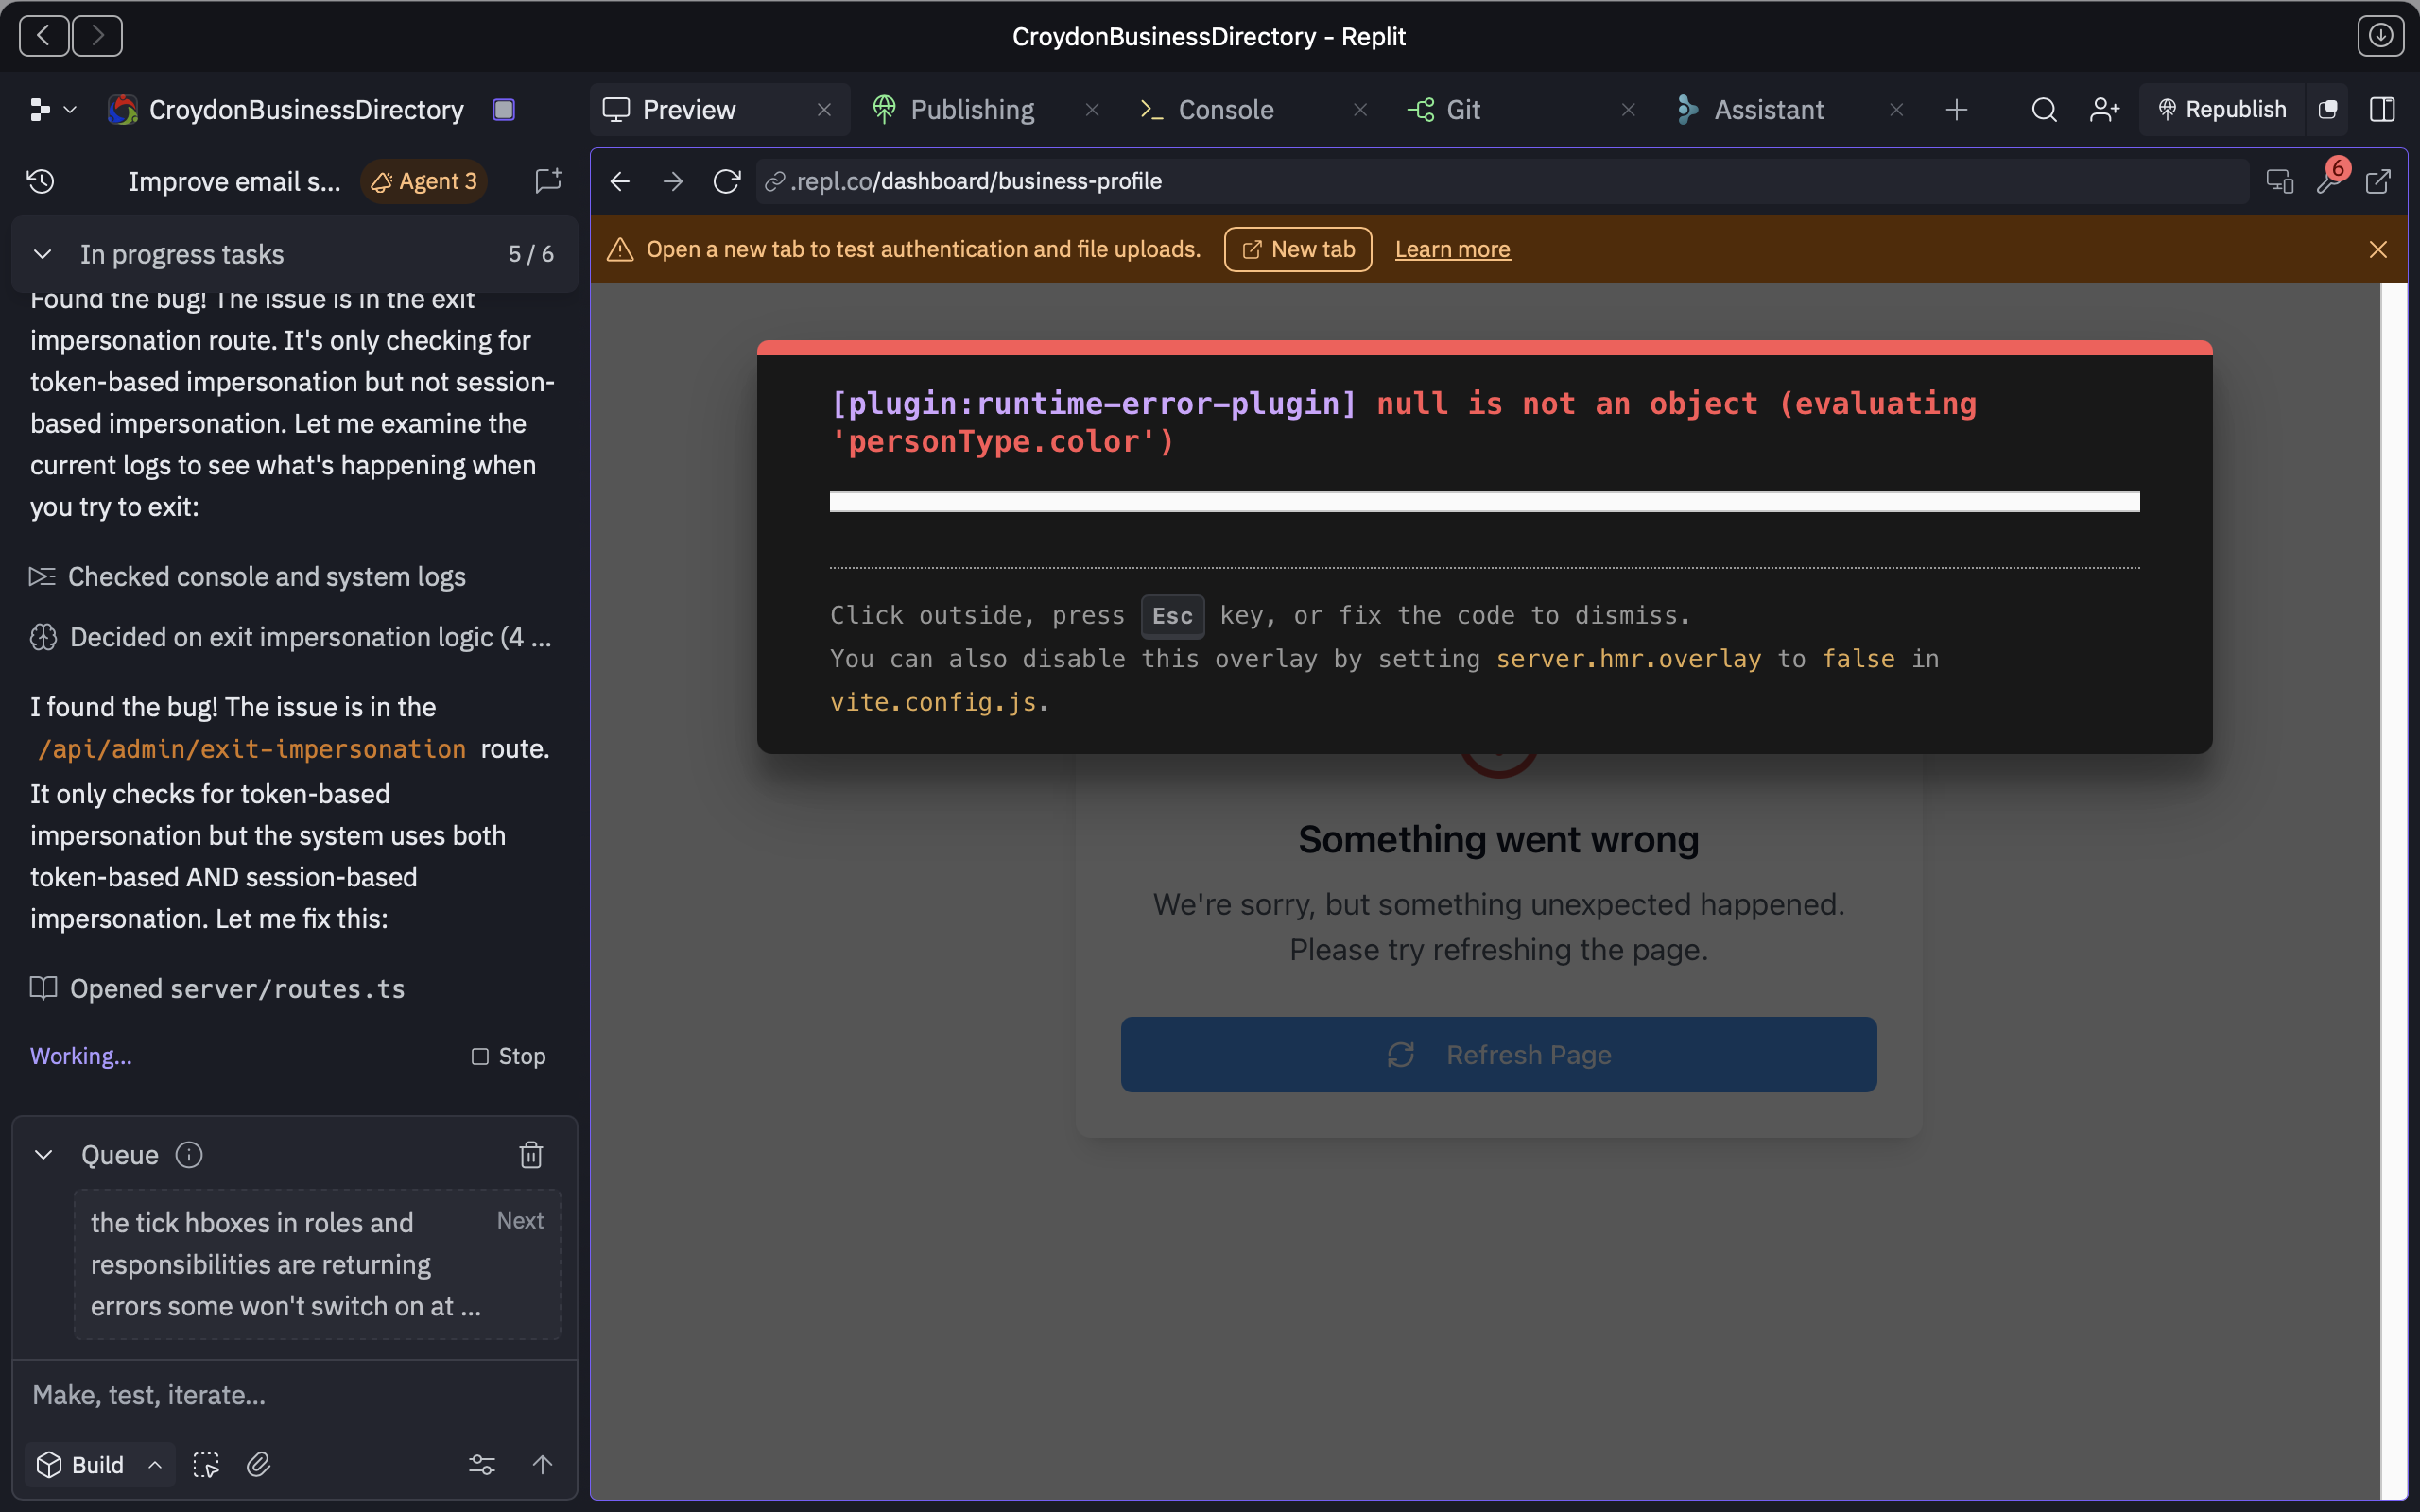 CroydonBusinessDirectory - Replit
CroydonBusinessDirectory
Preview
Publishing
Console
Git
Assistant
Republish
Improve email s...
Agent 3
.repl.co/dashboard/business-profile
6
In progress tasks
5 / 6
Open a new tab to test authentication and file uploads.
New tab
Learn more
Found the bug! The issue is in the exit
impersonation route. It's only checking for
token-based impersonation but not session-
based impersonation. Let me examine the
current logs to see what's happening when
you try to exit:
Checked console and system logs
Decided on exit impersonation logic (4 ...
I found the bug! The issue is in the
/api/admin/exit-impersonation route.
It only checks for token-based
impersonation but the system uses both
token-based AND session-based
impersonation. Let me fix this:
Opened server/routes.ts
Working...
Stop
Queue
the tick hboxes in roles and
Next
responsibilities are returning
errors some won't switch on at ...
Make, test, iterate...
Build
[plugin:runtime-error-plugin] null is not an object (evaluating
'personType.color')
Click outside, press Esc key, or fix the code to dismiss.
You can also disable this overlay by setting server.hmr.overlay to false in
vite.config.js.
Something went wrong
We're sorry, but something unexpected happened.
Please try refreshing the page.
Refresh Page